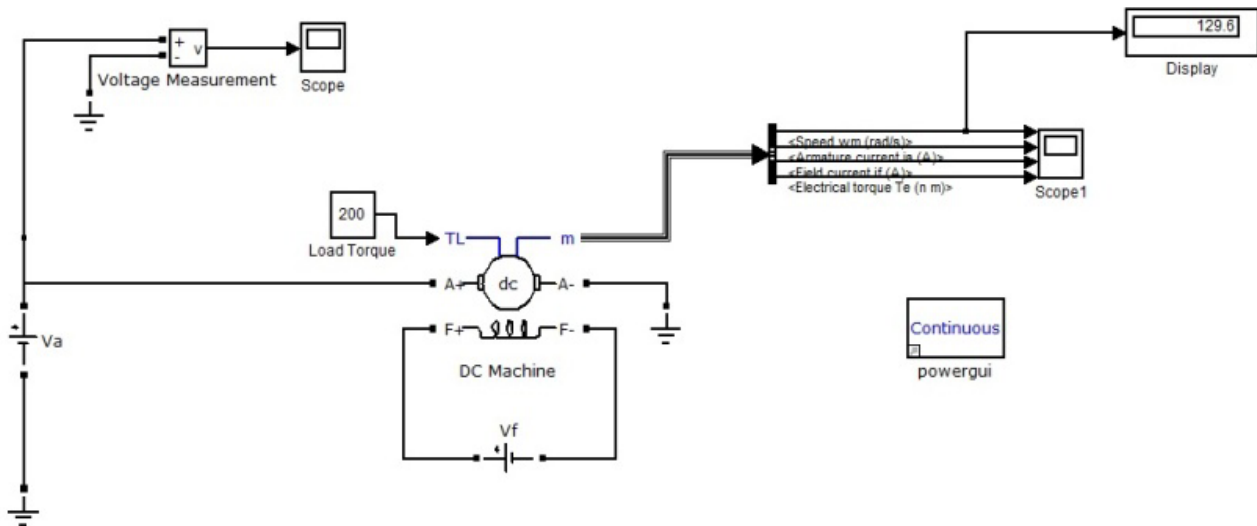 129.6
Display
+
-
v
Voltage Measurement
Scope
<Speed wm (rad/s)>
<Armature current ia (A)>
<Field current if (A)>
<Electrical torque Te (n m)>
Scope1
200
Load Torque
TL
m
A+
dc
A-
F+
F-
DC Machine
+
Va
Continuous
powergui
Vf
+